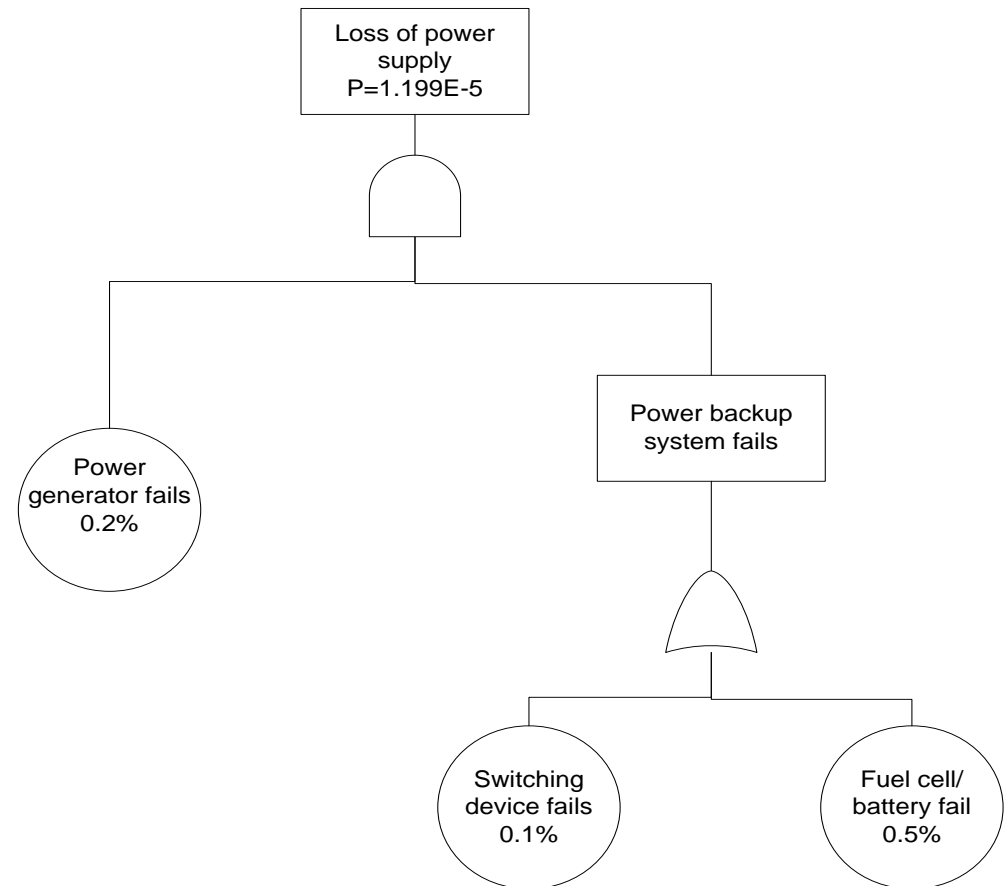 Loss of power
supply
P=1.199E-5
Power backup
system fails
Power
generator fails
0.2%
Switching
device fails
0.1%
Fuel cell/
battery fail
0.5%